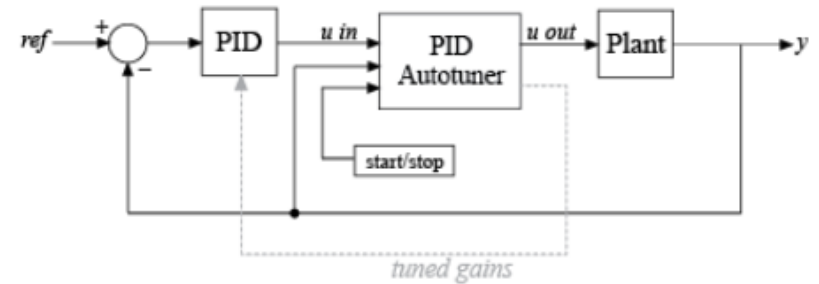 ref
+
−
PID
u in
PID
Autotuner
u out
Plant
y
start/stop
tuned gains